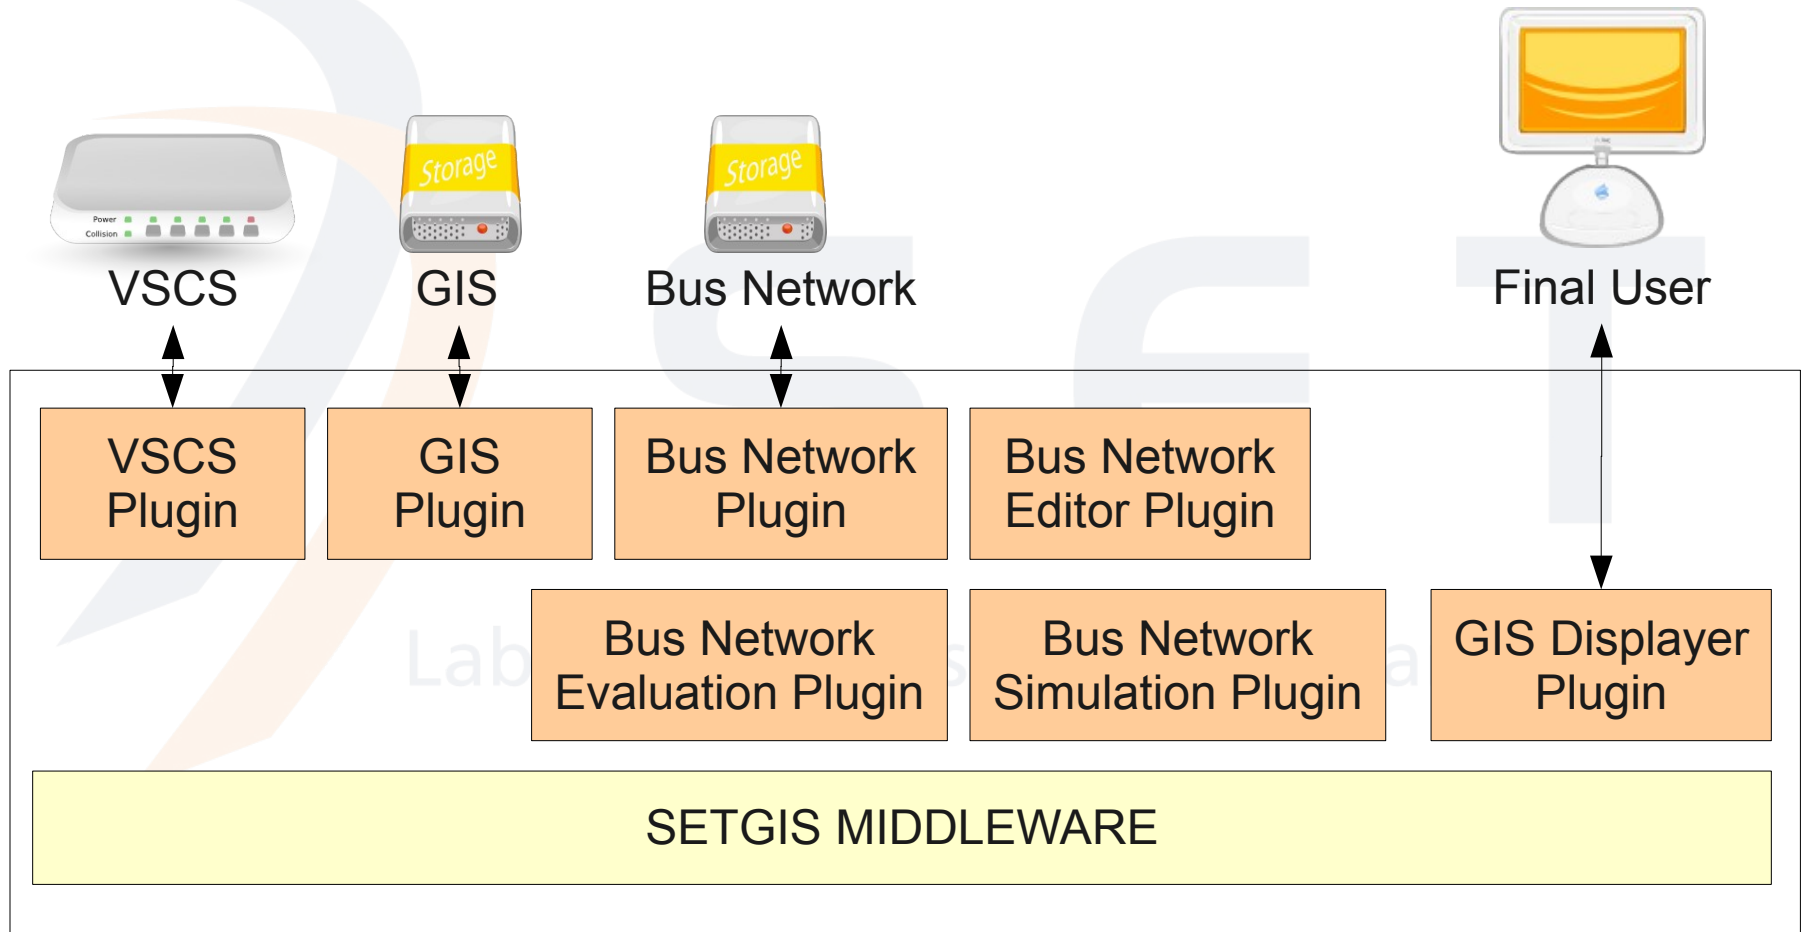 Storage
Storage
Power
Collision
VSCS
GIS
Bus Network
Final User
VSCS
Plugin
GIS
Plugin
Bus Network
Plugin
Bus Network
Editor Plugin
Bus Network
Evaluation Plugin
Bus Network
Simulation Plugin
GIS Displayer
Plugin
SETGIS MIDDLEWARE
S E T
Lab